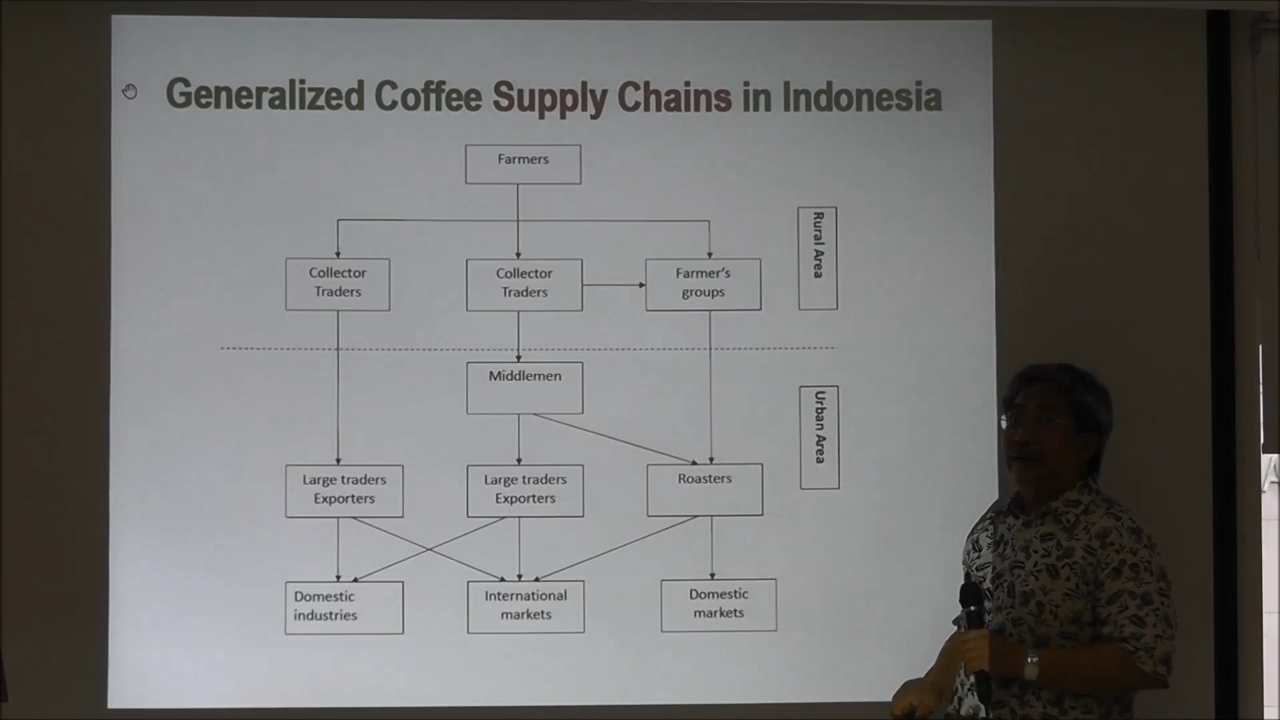 Generalized Coffee Supply Chains in Indonesia
Farmers
Rural Area
Collector
Traders
Collector
Traders
Farmer's
groups
Middlemen
Urban Area
Large traders
Exporters
Large traders
Exporters
Roasters
Domestic
industries
International
markets
Domestic
markets